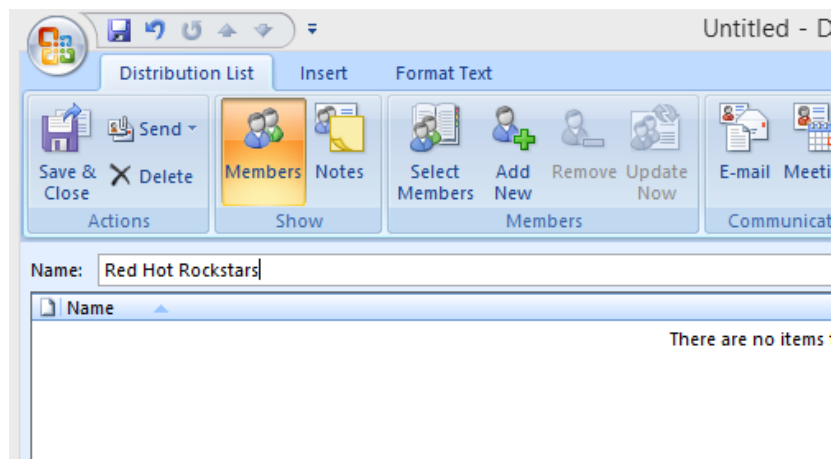 Untitled - D
Distribution List Insert Format Text
Save & Close
Send
Delete
Actions
Members
Notes
Show
Select Members
Add New
Remove
Update Now
Members
E-mail
Meeti
Communicat
Name: Red Hot Rockstars
Name
There are no items